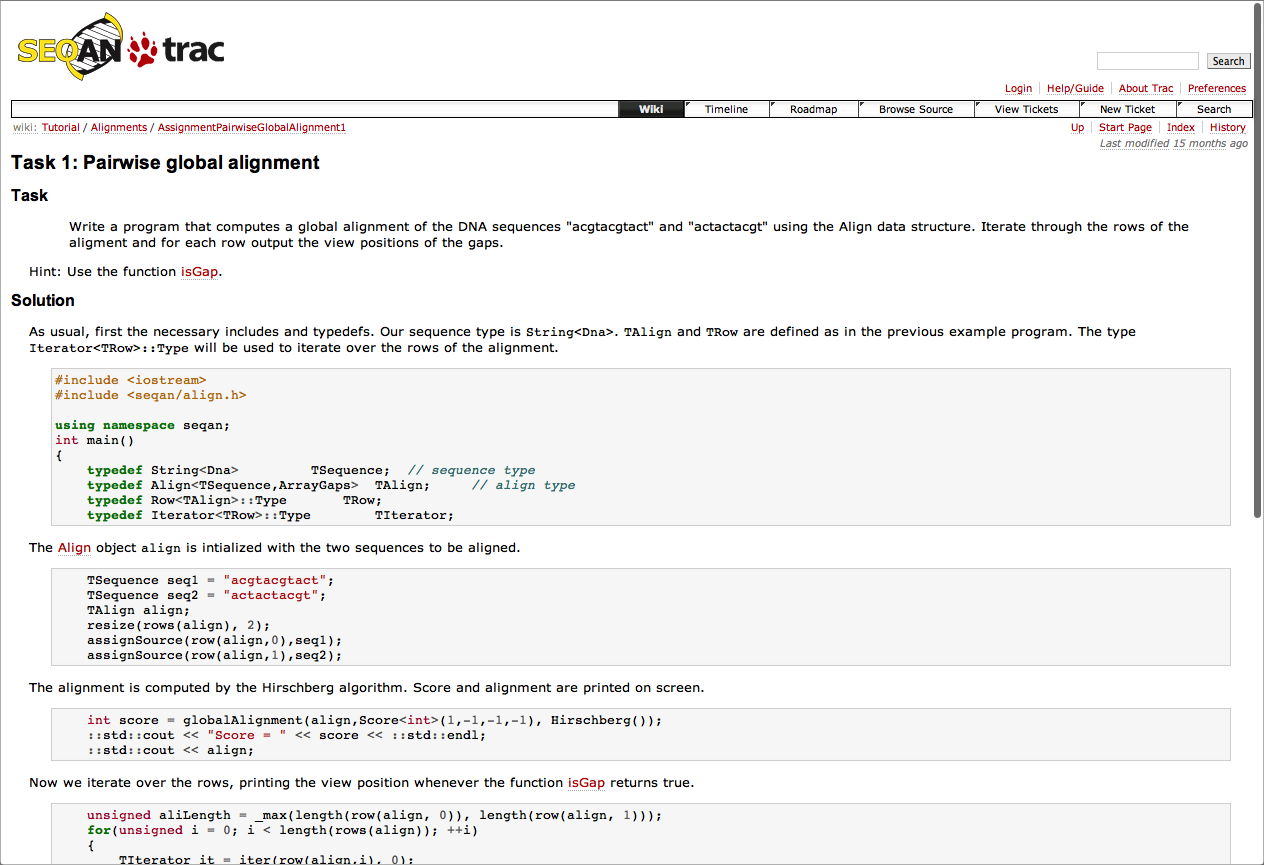 SEQAN trac
Search
Login Help/Guide About Trac Preferences
Wiki Timeline Roadmap Browse Source View Tickets New Ticket Search
wiki: Tutorial / Alignments / AssignmentPairwiseGlobalAlignment1
Up Start Page Index History
Last modified 15 months ago
Task 1: Pairwise global alignment
Task
Write a program that computes a global alignment of the DNA sequences "acgtacgtact" and "actactacgt" using the Align data structure. Iterate through the rows of the
aligment and for each row output the view positions of the gaps.
Hint: Use the function isGap.
Solution
As usual, first the necessary includes and typedefs. Our sequence type is String<Dna>. TAlign and TRow are defined as in the previous example program. The type
Iterator<TRow>::Type will be used to iterate over the rows of the alignment.
#include <iostream>
#include <seqan/align.h>
using namespace seqan;
int main()
{
typedef String<Dna> TSequence; // sequence type
typedef Align<TSequence,ArrayGaps> TAlign; // align type
typedef Row<TAlign>::Type TRow;
typedef Iterator<TRow>::Type TIterator;
The Align object align is intialized with the two sequences to be aligned.
TSequence seq1 = "acgtacgtact";
TSequence seq2 = "actactacgt";
TAlign align;
resize(rows(align), 2);
assignSource(row(align,0),seq1);
assignSource(row(align,1),seq2);
The alignment is computed by the Hirschberg algorithm. Score and alignment are printed on screen.
int score = globalAlignment(align,Score<int>(1,-1,-1,-1), Hirschberg());
::std::cout << "Score = " << score << ::std::endl;
::std::cout << align;
Now we iterate over the rows, printing the view position whenever the function isGap returns true.
unsigned aliLength = _max(length(row(align, 0)), length(row(align, 1)));
for(unsigned i = 0; i < length(rows(align)); ++i)
{
TIterator it = iter(row(align,i), 0);